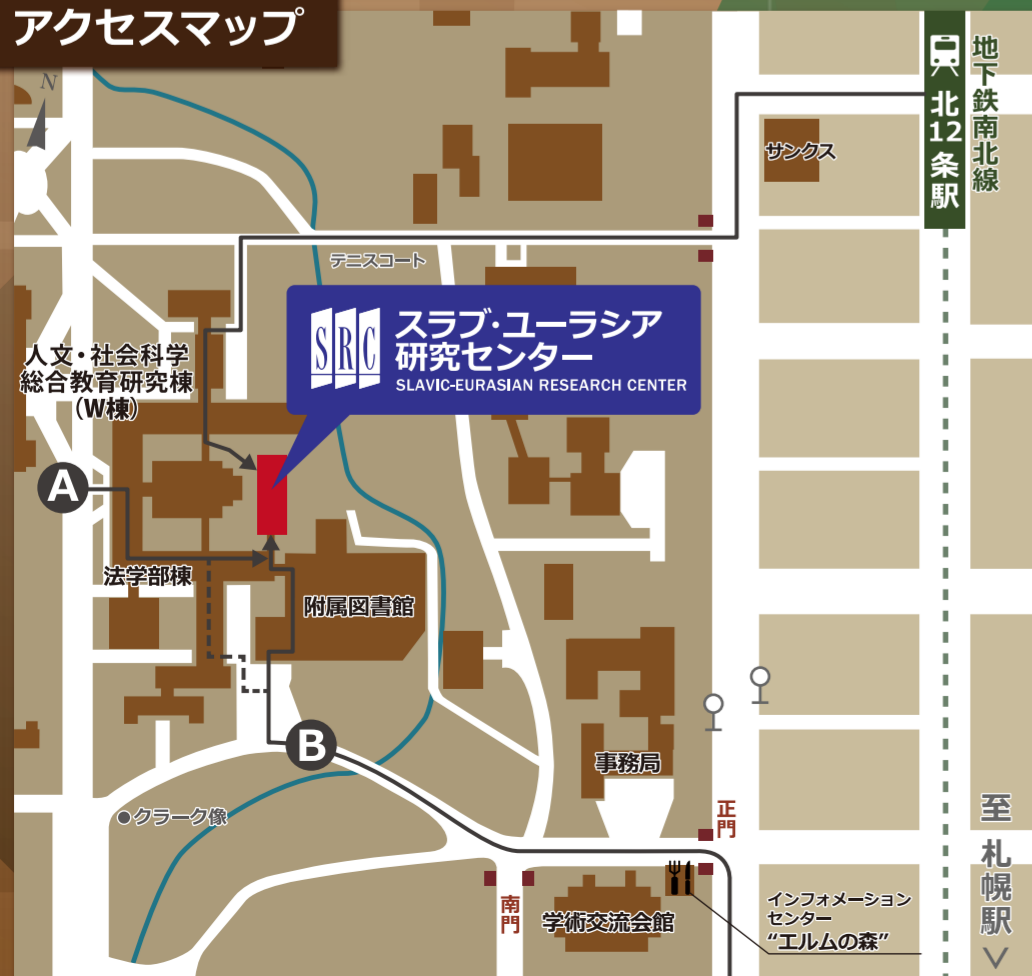 アクセスマップ
N
地下鉄南北線
北12条駅
サンクス
テニスコート
SRC
スラブ・ユーラシア
研究センター
SLAVIC-EURASIAN RESEARCH CENTER
人文・社会科学
総合教育研究棟
（W棟）
A
法学部棟
附属図書館
B
クラーク像
事務局
正門
南門
学術交流会館
インフォメーション
センター
“エルムの森”
至 札幌駅